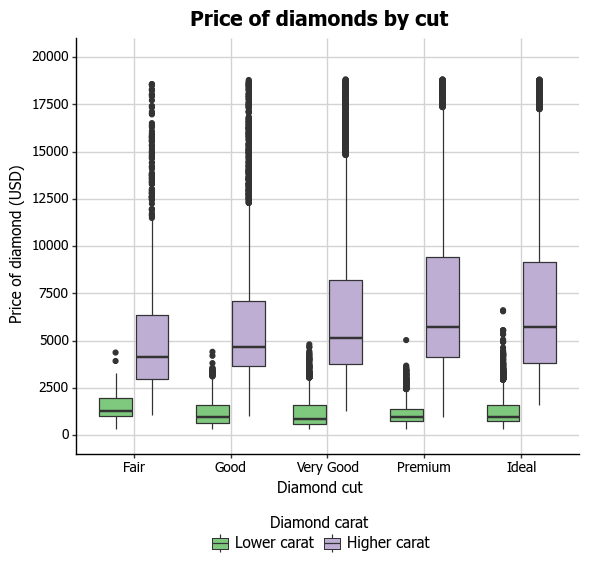 Price of diamonds by cut
20000
17500
15000
12500
10000
7500
5000
2500
0
Price of diamond (USD)
Fair Good Very Good Premium Ideal
Diamond cut
Diamond carat
Lower carat Higher carat